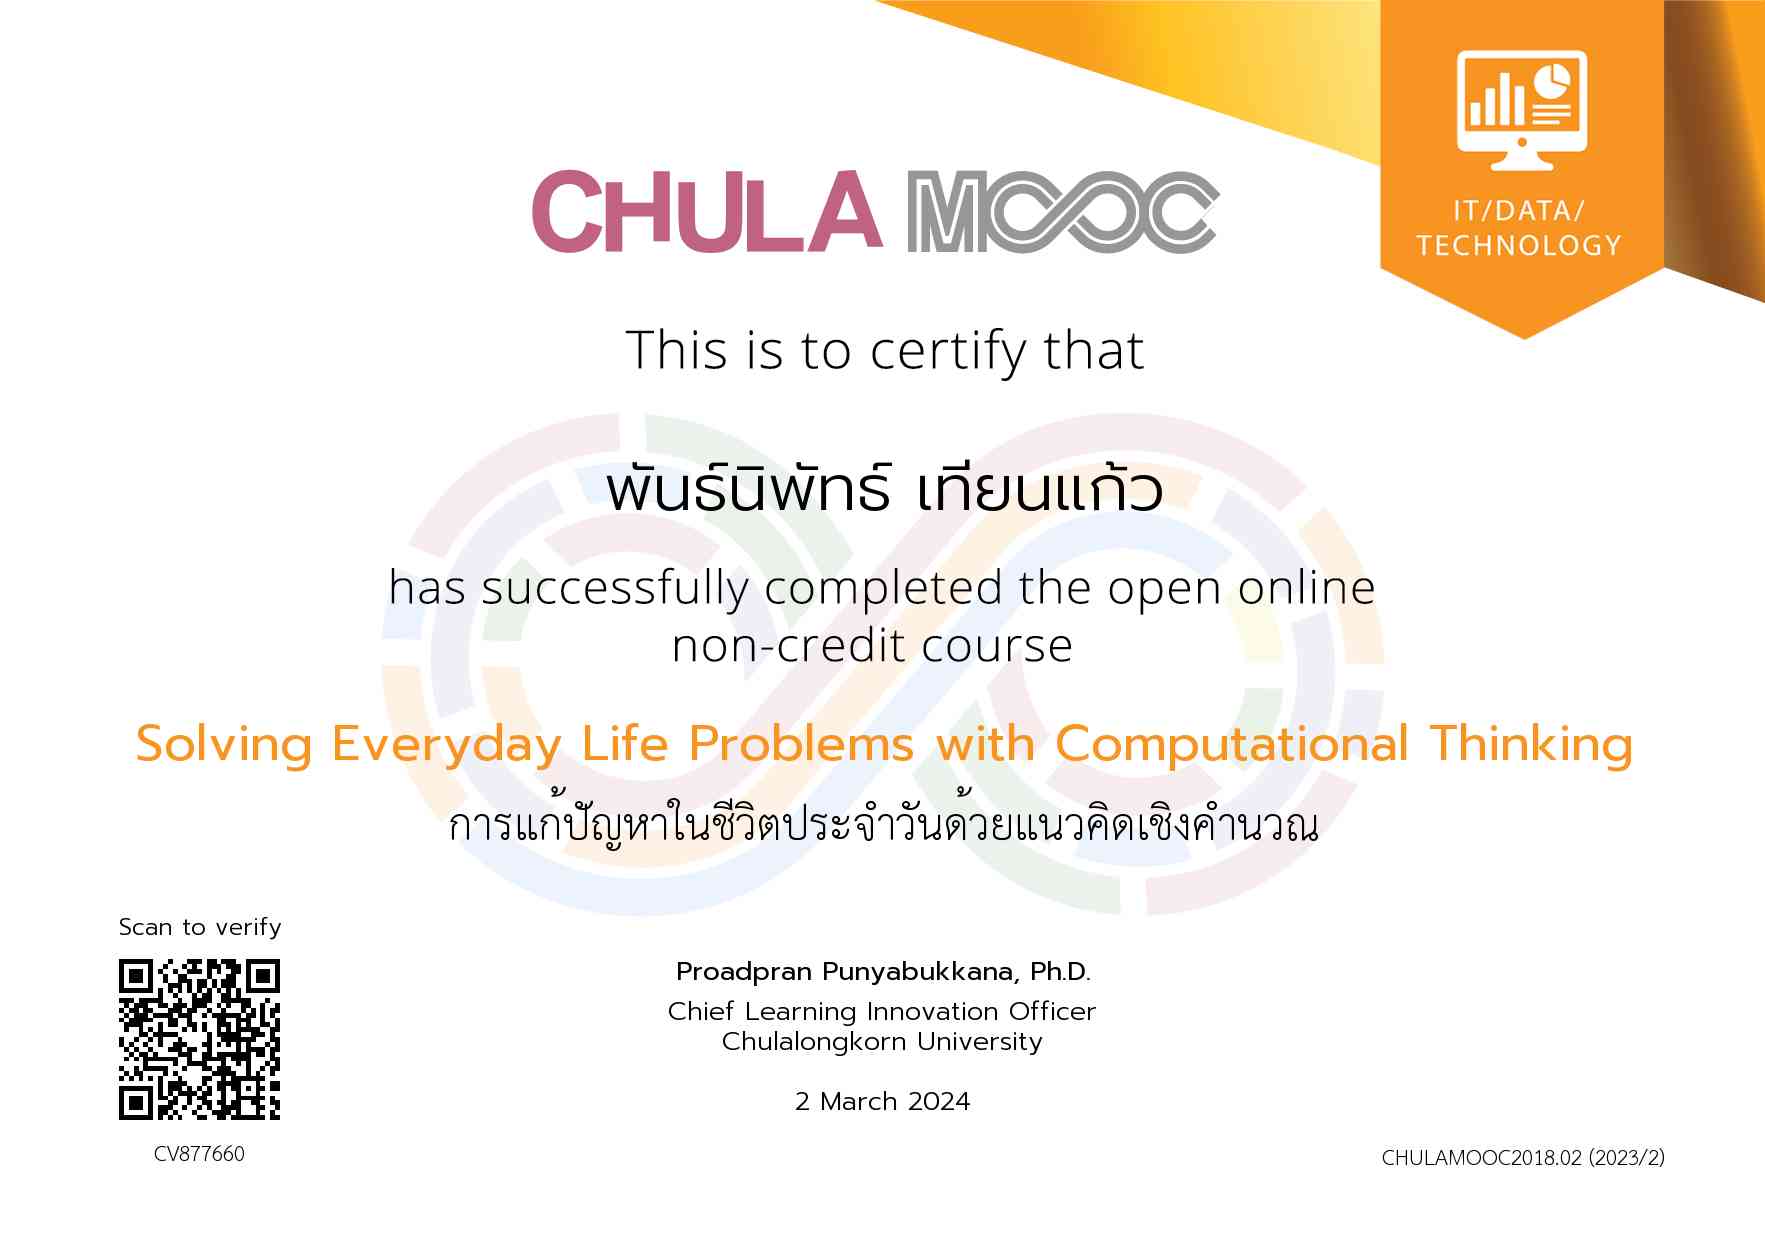 IT/DATA/
TECHNOLOGY
CHULA MOOC
This is to certify that
พันธ์นิพัทธ์ เทียนแก้ว
has successfully completed the open online
non-credit course
Solving Everyday Life Problems with Computational Thinking
การแก้ปัญหาในชีวิตประจำวันด้วยแนวคิดเชิงคำนวณ
Scan to verify
Proadpran Punyabukkana, Ph.D.
Chief Learning Innovation Officer
Chulalongkorn University
2 March 2024
CV877660
CHULAMOOC2018.02 (2023/2)